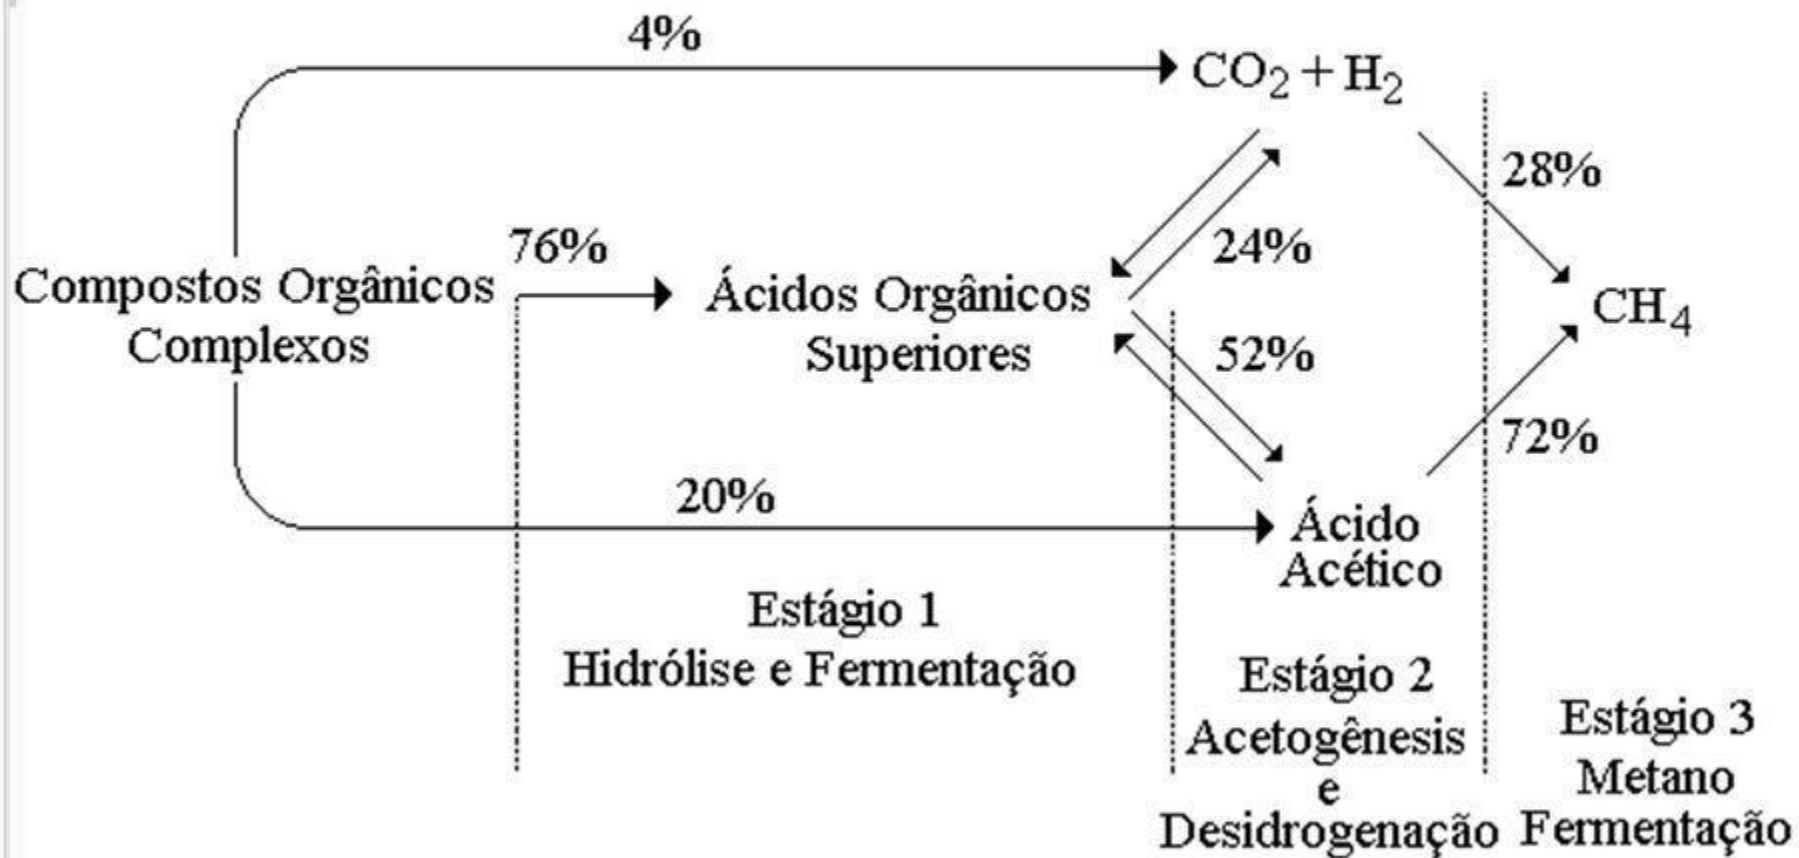 4%
CO₂ + H₂
28%
76%
24%
Compostos Orgânicos
Complexos
Ácidos Orgânicos
Superiores
CH₄
52%
72%
20%
Ácido
Acético
Estágio 1
Hidrólise e Fermentação
Estágio 2
Acetogênesis
e
Desidrogenação
Estágio 3
Metano
Fermentação